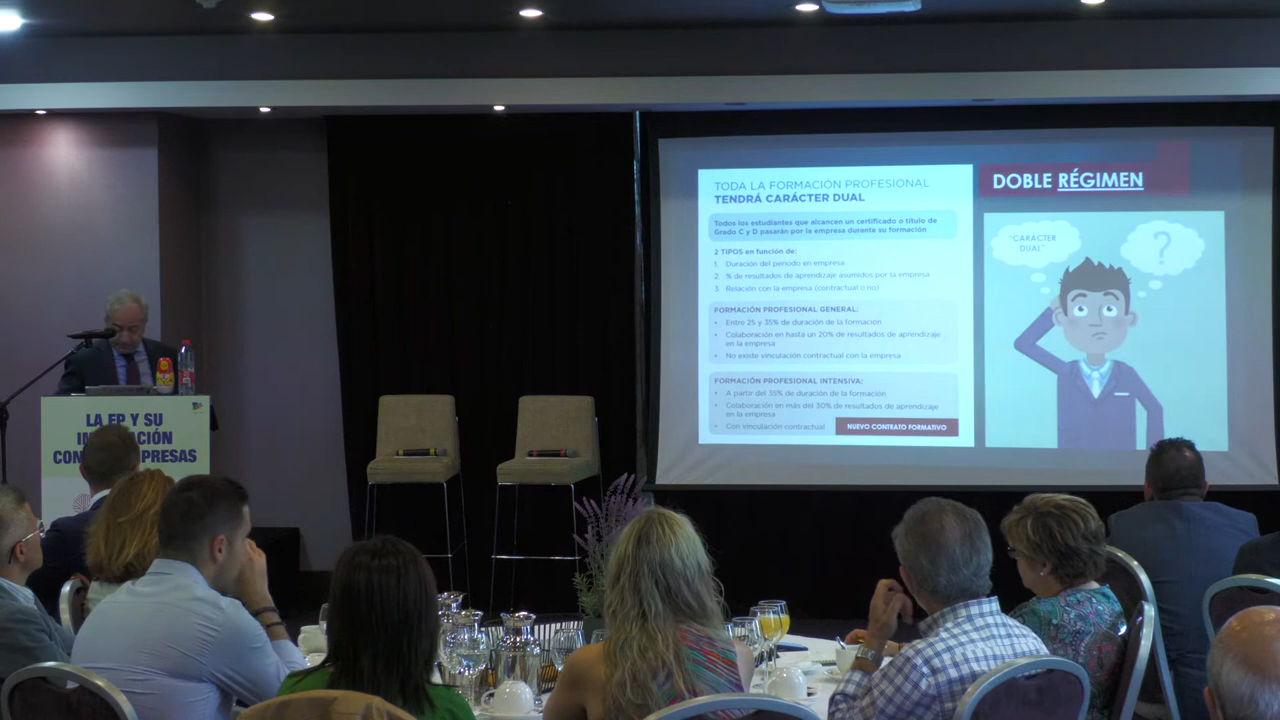 TODA LA FORMACIÓN PROFESIONAL
TENDRÁ CARÁCTER DUAL
Todos los estudiantes que alcancen un certificado o título de
Grado C y D pasarán por la empresa durante su formación
2 TIPOS en función de:
1. Duración del periodo en empresa
2. % de resultados de aprendizaje asumidos por la empresa
3. Relación con la empresa (contractual o no)
FORMACIÓN PROFESIONAL GENERAL:
• Entre 25 y 35% de duración de la formación
• Colaboración en hasta un 20% de resultados de aprendizaje
en la empresa
• No existe vinculación contractual con la empresa
FORMACIÓN PROFESIONAL INTENSIVA:
• A partir del 35% de duración de la formación
• Colaboración en más del 30% de resultados de aprendizaje
en la empresa
• Con vinculación contractual
NUEVO CONTRATO FORMATIVO
DOBLE RÉGIMEN
"CARÁCTER
DUAL"
?
LA FP Y SU